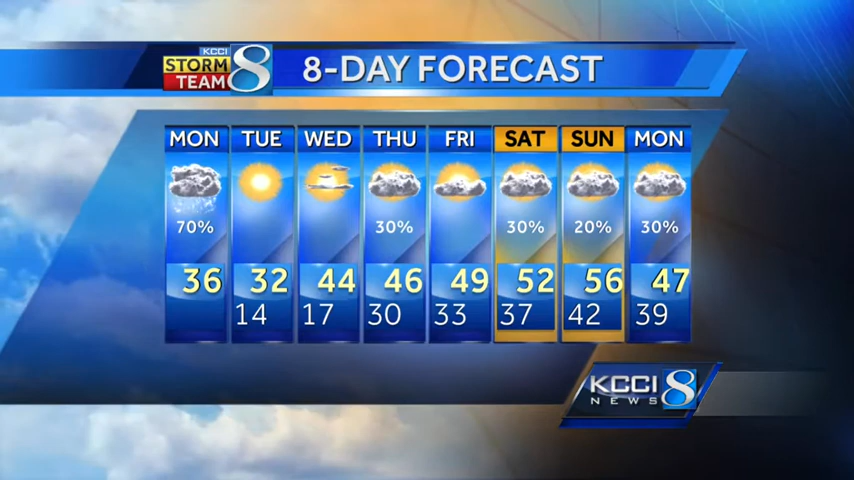 KCCI
STORM
TEAM
8
8-DAY FORECAST
MON TUE WED THU FRI SAT SUN MON
70% 30% 30% 20% 30%
36 32 44 46 49 52 56 47
14 17 30 33 37 42 39
KCCI 8
NEWS